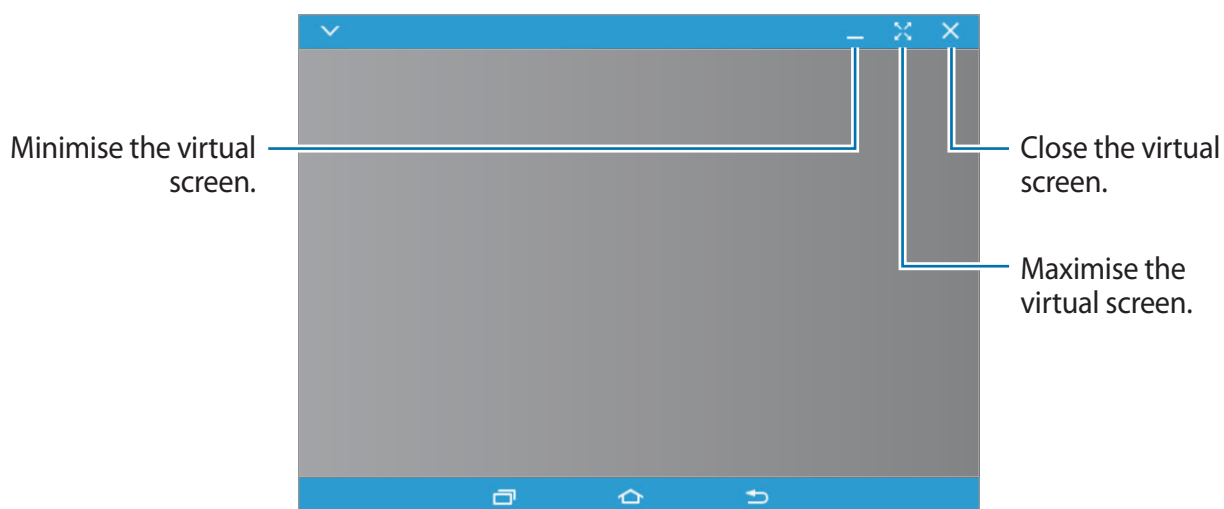 Minimise the virtual
screen.
Close the virtual
screen.
Maximise the
virtual screen.